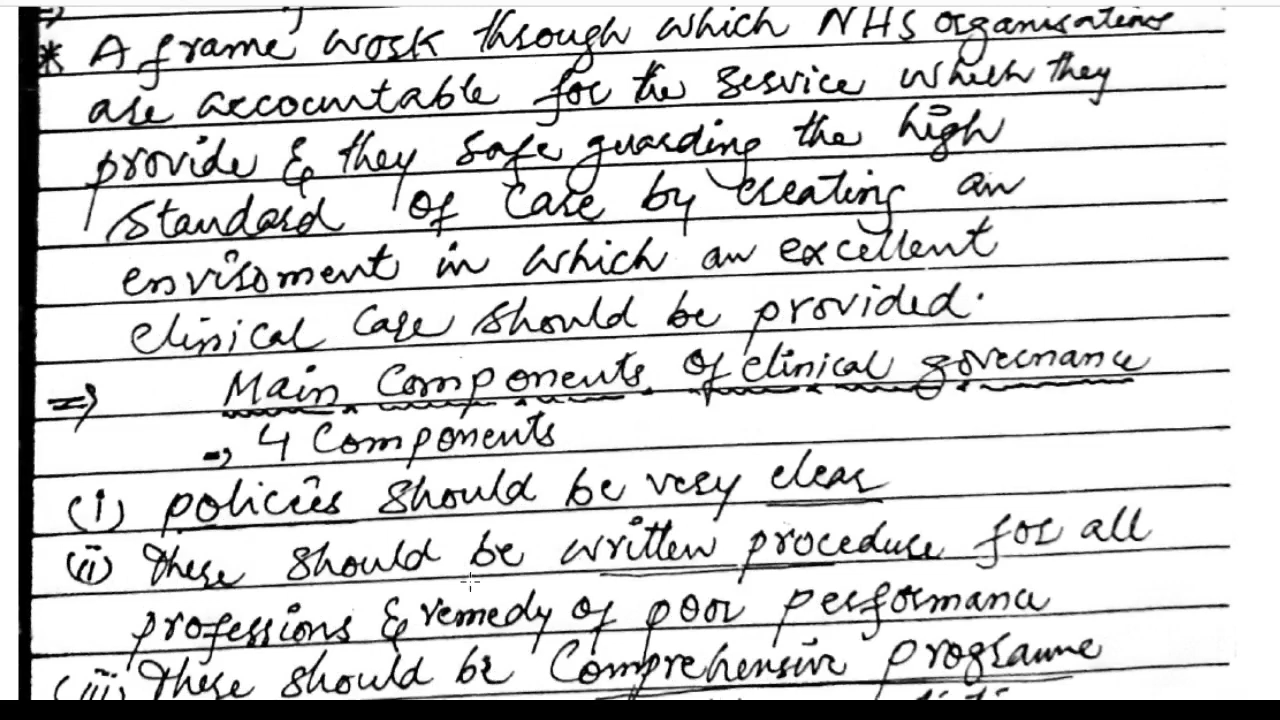 * A frame work through which NHS organisations
are accountable for the service which they
provide & they safe guarding the high
standard of care by creating an
enviroment in which an excellent
clinical care should be provided.
=> Main components of clinical governance
→ 4 Components
(i) policies should be very clear
(ii) These should be written procedure for all
professions & remedy of poor performance
(iii) These should be Comprehensive programme